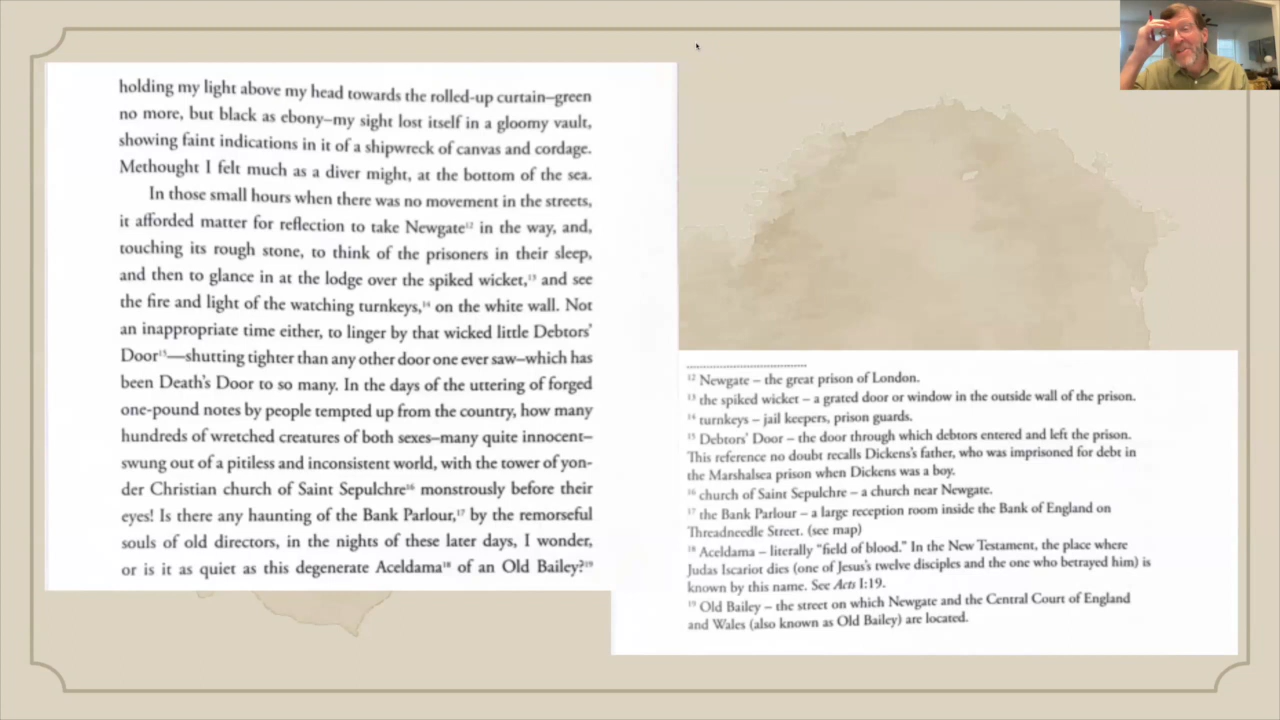 holding my light above my head towards the rolled-up curtain–green
no more, but black as ebony–my sight lost itself in a gloomy vault,
showing faint indications in it of a shipwreck of canvas and cordage.
Methought I felt much as a diver might, at the bottom of the sea.
In those small hours when there was no movement in the streets,
it afforded matter for reflection to take Newgate¹² in the way, and,
touching its rough stone, to think of the prisoners in their sleep,
and then to glance in at the lodge over the spiked wicket,¹³ and see
the fire and light of the watching turnkeys,¹⁴ on the white wall. Not
an inappropriate time either, to linger by that wicked little Debtors'
Door¹⁵—shutting tighter than any other door one ever saw–which has
been Death's Door to so many. In the days of the uttering of forged
one-pound notes by people tempted up from the country, how many
hundreds of wretched creatures of both sexes–many quite innocent–
swung out of a pitiless and inconsistent world, with the tower of yon-
der Christian church of Saint Sepulchre¹⁶ monstrously before their
eyes! Is there any haunting of the Bank Parlour,¹⁷ by the remorseful
souls of old directors, in the nights of these later days, I wonder,
or is it as quiet as this degenerate Aceldama¹⁸ of an Old Bailey?¹⁹
¹² Newgate – the great prison of London.
¹³ the spiked wicket – a grated door or window in the outside wall of the prison.
¹⁴ turnkeys – jail keepers, prison guards.
¹⁵ Debtors' Door – the door through which debtors entered and left the prison.
This reference no doubt recalls Dickens's father, who was imprisoned for debt in
the Marshalsea prison when Dickens was a boy.
¹⁶ church of Saint Sepulchre – a church near Newgate.
¹⁷ the Bank Parlour – a large reception room inside the Bank of England on
Threadneedle Street. (see map)
¹⁸ Aceldama – literally "field of blood." In the New Testament, the place where
Judas Iscariot dies (one of Jesus's twelve disciples and the one who betrayed him) is
known by this name. See Acts 1:19.
¹⁹ Old Bailey – the street on which Newgate and the Central Court of England
and Wales (also known as Old Bailey) are located.